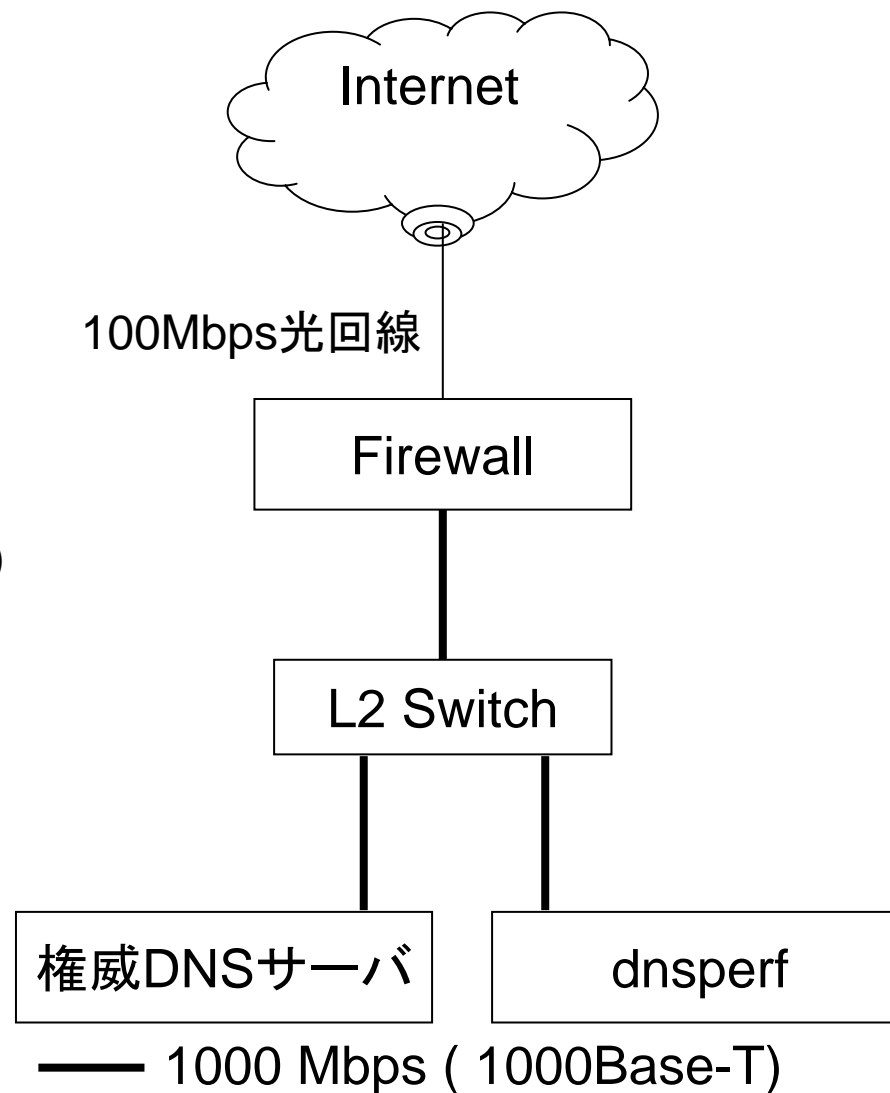 Internet
100Mbps光回線
Firewall
)
L2 Switch
権威DNSサーバ
dnsperf
1000 Mbps ( 1000Base-T)